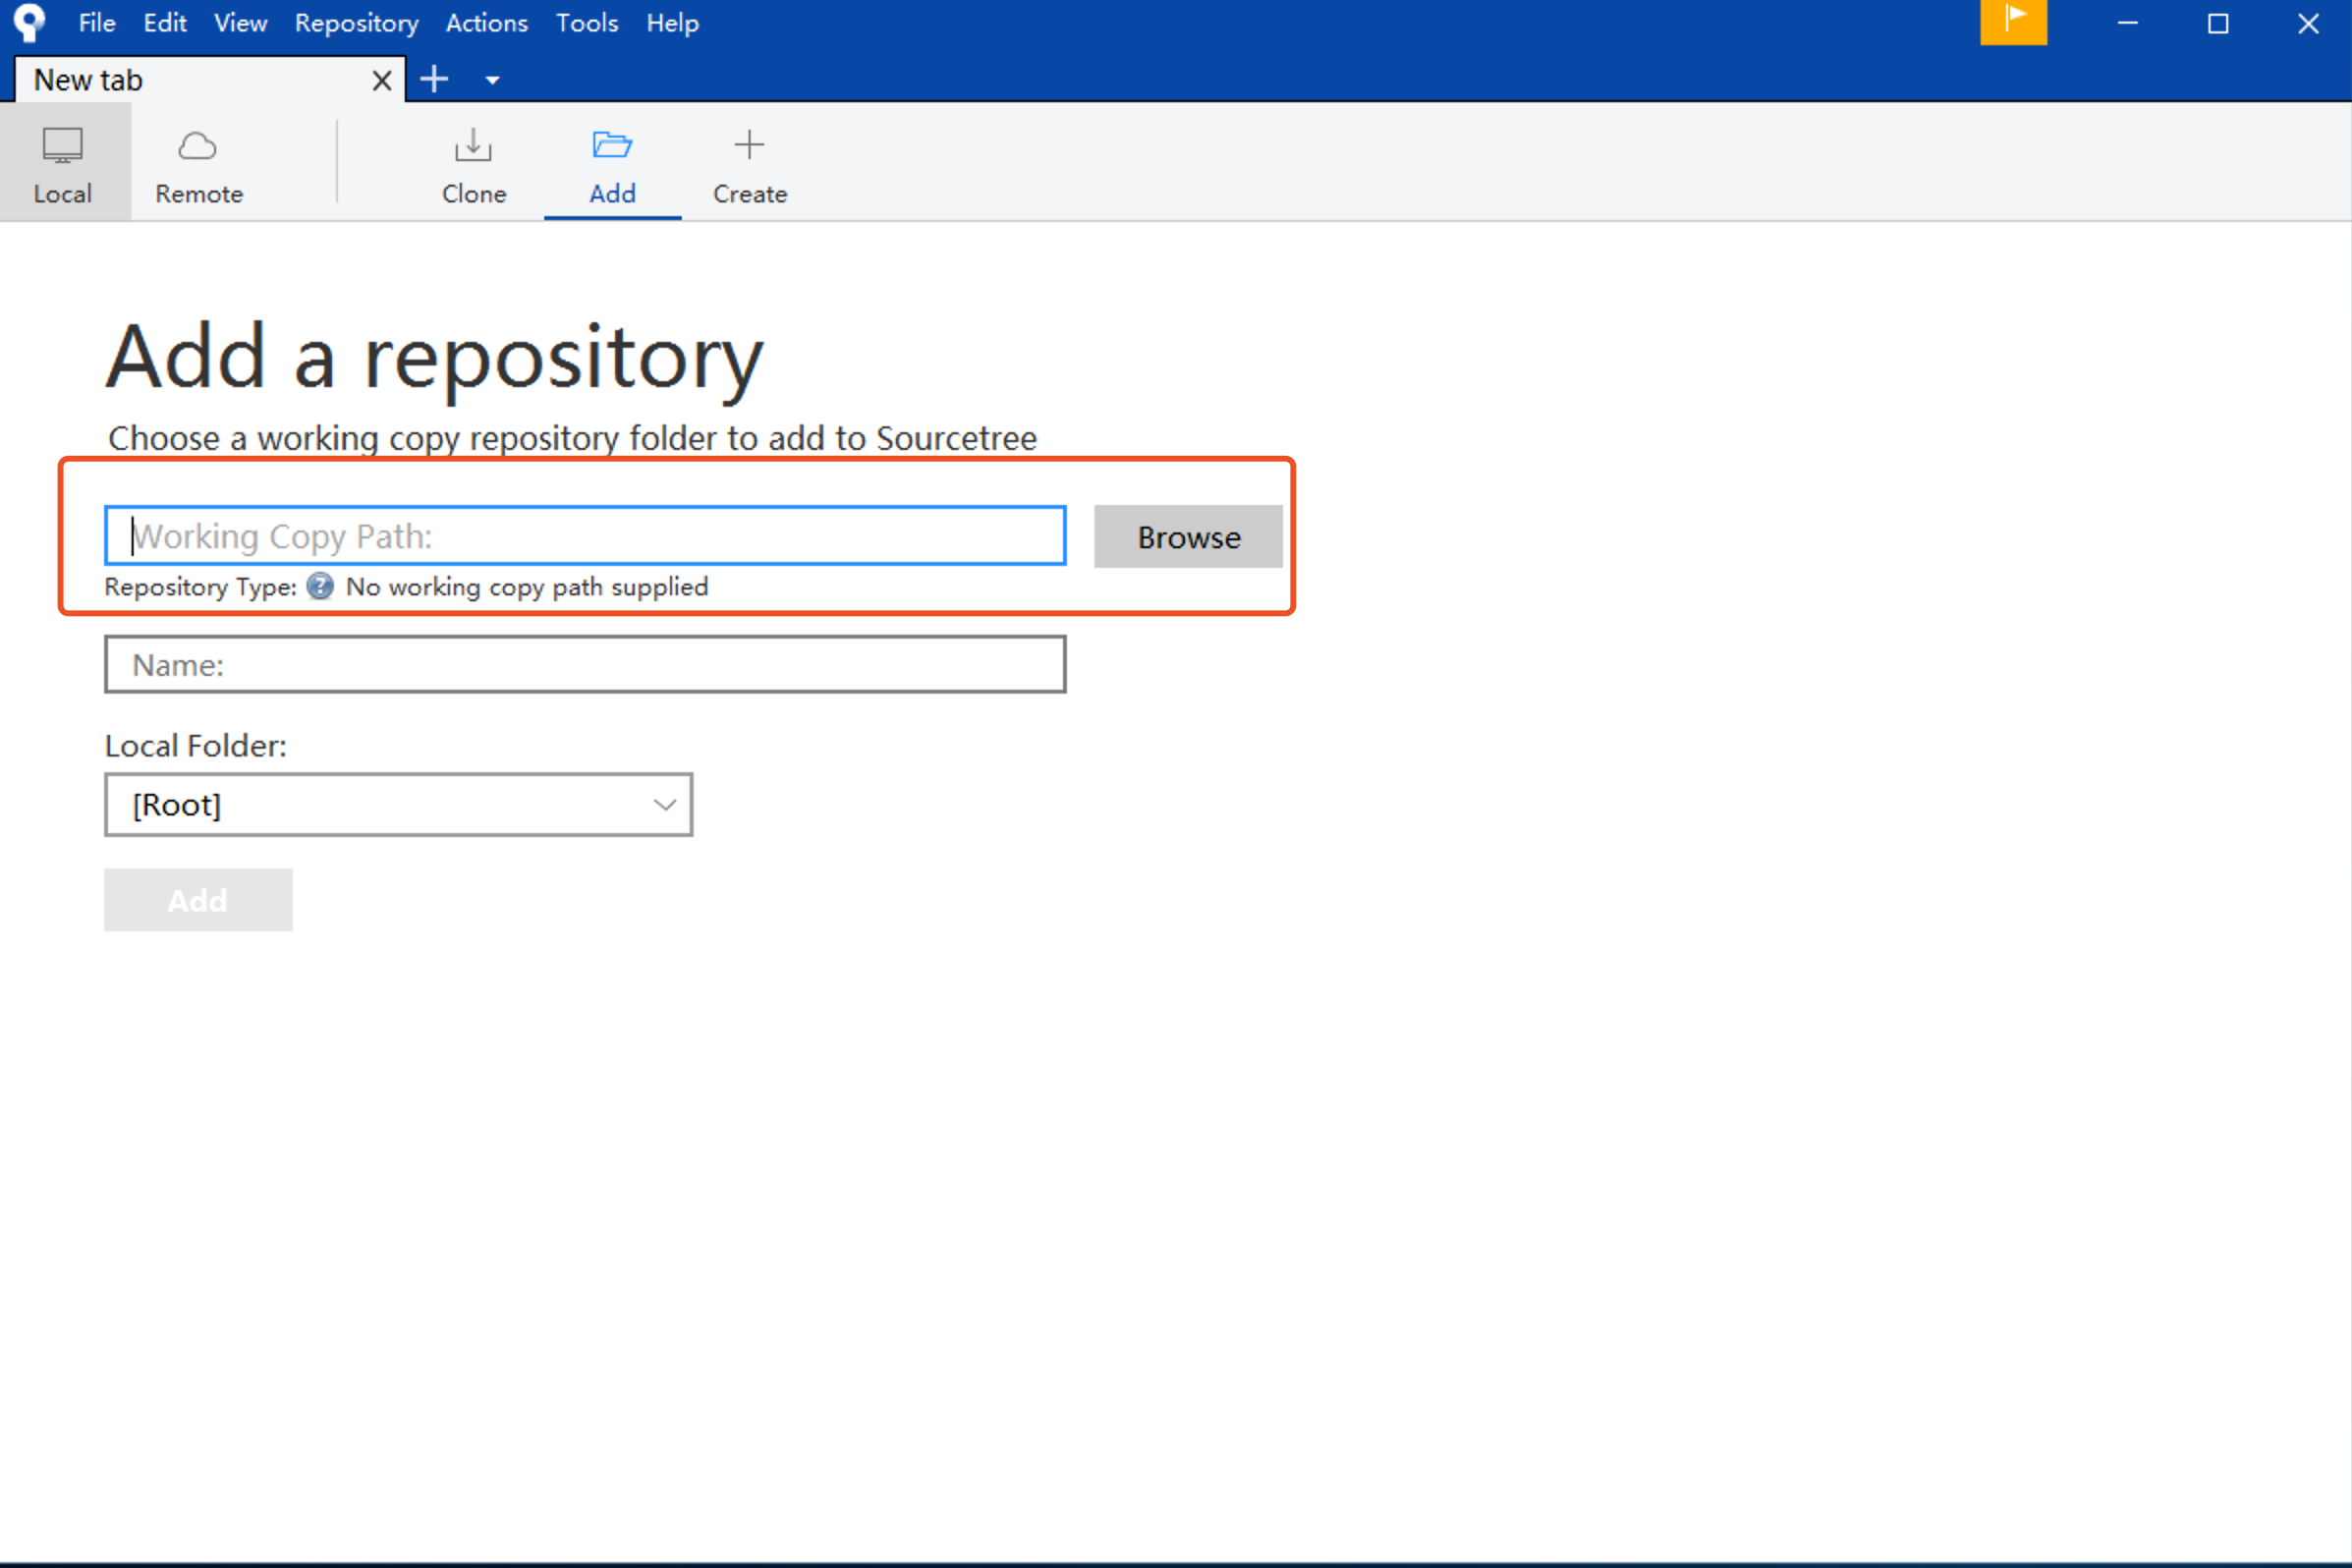 File Edit View Repository Actions Tools Help
New tab
Local Remote Clone Add Create
Add a repository
Choose a working copy repository folder to add to Sourcetree
Working Copy Path:
Browse
Repository Type: No working copy path supplied
Name:
Local Folder:
[Root]
Add